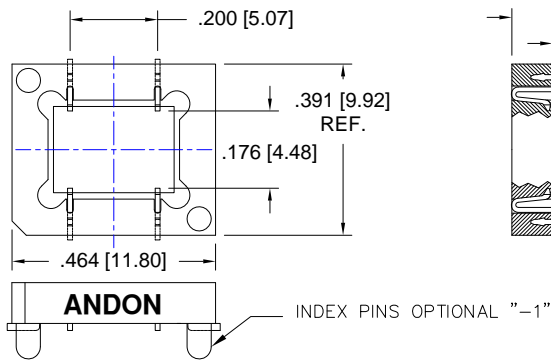 .200 [5.07]
.391 [9.92]
REF.
.176 [4.48]
.464 [11.80]
ANDON
INDEX PINS OPTIONAL "-1"